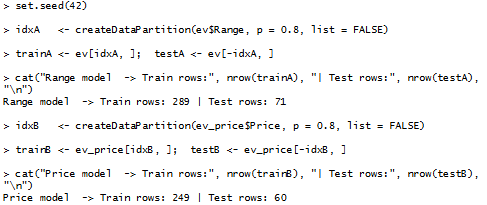 > set.seed(42)
> idxA   <- createDataPartition(ev$Range, p = 0.8, list = FALSE)
> trainA <- ev[idxA, ];  testA <- ev[-idxA, ]
> cat("Range model  -> Train rows:", nrow(trainA), "| Test rows:", nrow(testA),
"\n")
Range model  -> Train rows: 289 | Test rows: 71
> idxB   <- createDataPartition(ev_price$Price, p = 0.8, list = FALSE)
> trainB <- ev_price[idxB, ];  testB <- ev_price[-idxB, ]
> cat("Price model  -> Train rows:", nrow(trainB), "| Test rows:", nrow(testB),
"\n")
Price model  -> Train rows: 249 | Test rows: 60